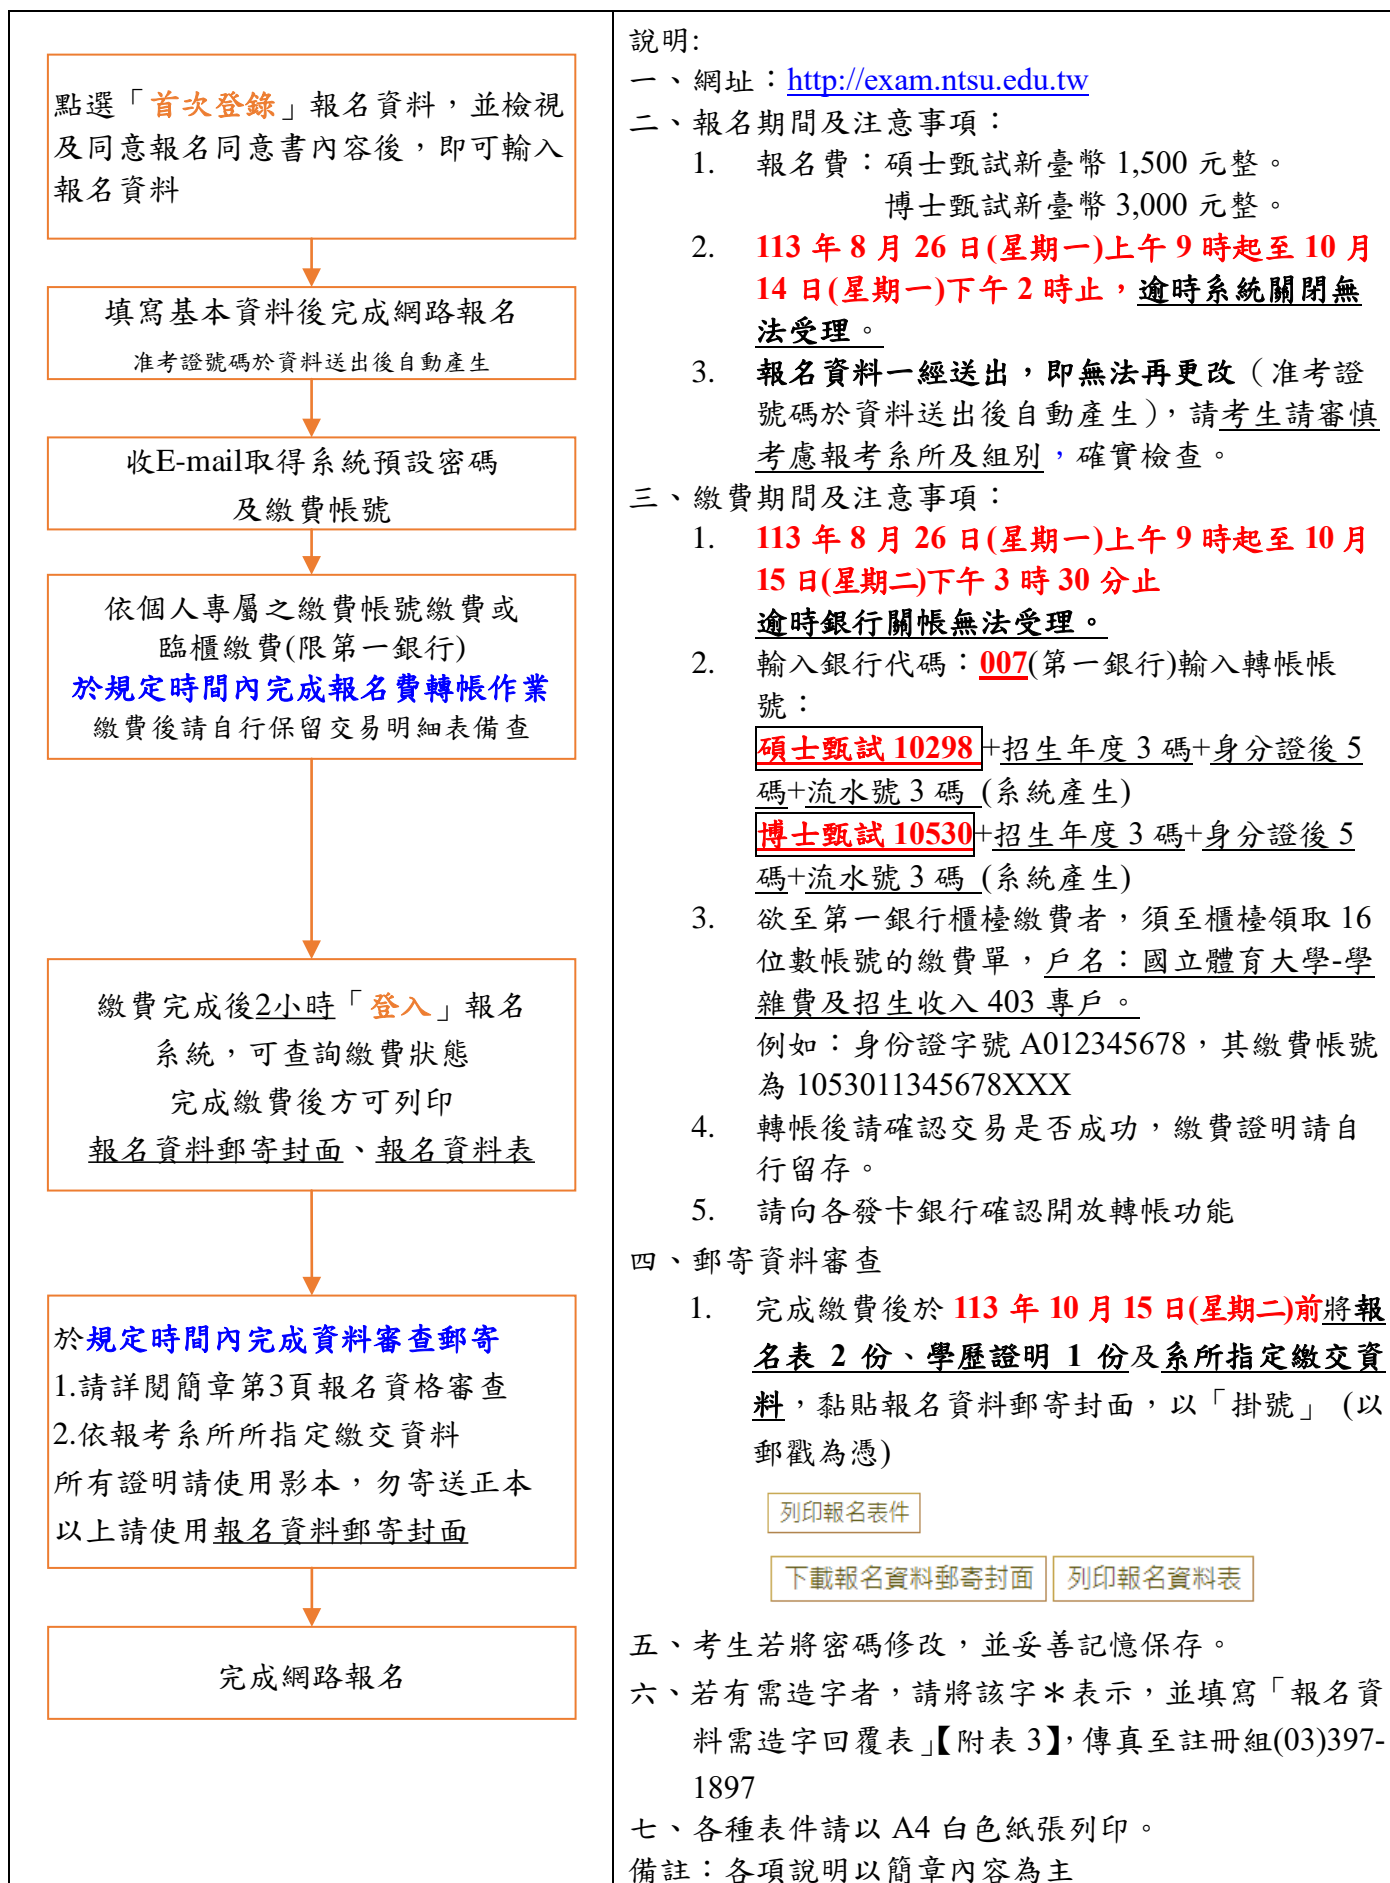 點選「首次登錄」報名資料，並檢視
及同意報名同意書內容後，即可輸入
報名資料
填寫基本資料後完成網路報名
准考證號碼於資料送出後自動產生
收E-mail取得系統預設密碼
及繳費帳號
依個人專屬之繳費帳號繳費或
臨櫃繳費(限第一銀行)
於規定時間內完成報名費轉帳作業
繳費後請自行保留交易明細表備查
繳費完成後2小時「登入」報名
系統，可查詢繳費狀態
完成繳費後方可列印
報名資料郵寄封面、報名資料表
於規定時間內完成資料審查郵寄
1.請詳閱簡章第3頁報名資格審查
2.依報考系所所指定繳交資料
所有證明請使用影本，勿寄送正本
以上請使用報名資料郵寄封面
完成網路報名
說明:
一、網址：http://exam.ntsu.edu.tw
二、報名期間及注意事項：
1. 報名費：碩士甄試新臺幣 1,500 元整。
博士甄試新臺幣 3,000 元整。
2. 113 年 8 月 26 日(星期一)上午 9 時起至 10 月
14 日(星期一)下午 2 時止，逾時系統關閉無
法受理。
3. 報名資料一經送出，即無法再更改（准考證
號碼於資料送出後自動產生），請考生請審慎
考慮報考系所及組別，確實檢查。
三、繳費期間及注意事項：
1. 113 年 8 月 26 日(星期一)上午 9 時起至 10 月
15 日(星期二)下午 3 時 30 分止
逾時銀行關帳無法受理。
2. 輸入銀行代碼：007(第一銀行)輸入轉帳帳
號：
碩士甄試 10298+招生年度 3 碼+身分證後 5
碼+流水號 3 碼 (系統產生)
博士甄試 10530+招生年度 3 碼+身分證後 5
碼+流水號 3 碼 (系統產生)
3. 欲至第一銀行櫃檯繳費者，須至櫃檯領取 16
位數帳號的繳費單，戶名：國立體育大學-學
雜費及招生收入 403 專戶。
例如：身份證字號 A012345678，其繳費帳號
為 1053011345678XXX
4. 轉帳後請確認交易是否成功，繳費證明請自
行留存。
5. 請向各發卡銀行確認開放轉帳功能
四、郵寄資料審查
1. 完成繳費後於 113 年 10 月 15 日(星期二)前將報
名表 2 份、學歷證明 1 份及系所指定繳交資
料，黏貼報名資料郵寄封面，以「掛號」 (以
郵戳為憑)
列印報名表件
下載報名資料郵寄封面 列印報名資料表
五、考生若將密碼修改，並妥善記憶保存。
六、若有需造字者，請將該字＊表示，並填寫「報名資
料需造字回覆表」【附表 3】，傳真至註冊組(03)397-
1897
七、各種表件請以 A4 白色紙張列印。
備註：各項說明以簡章內容為主